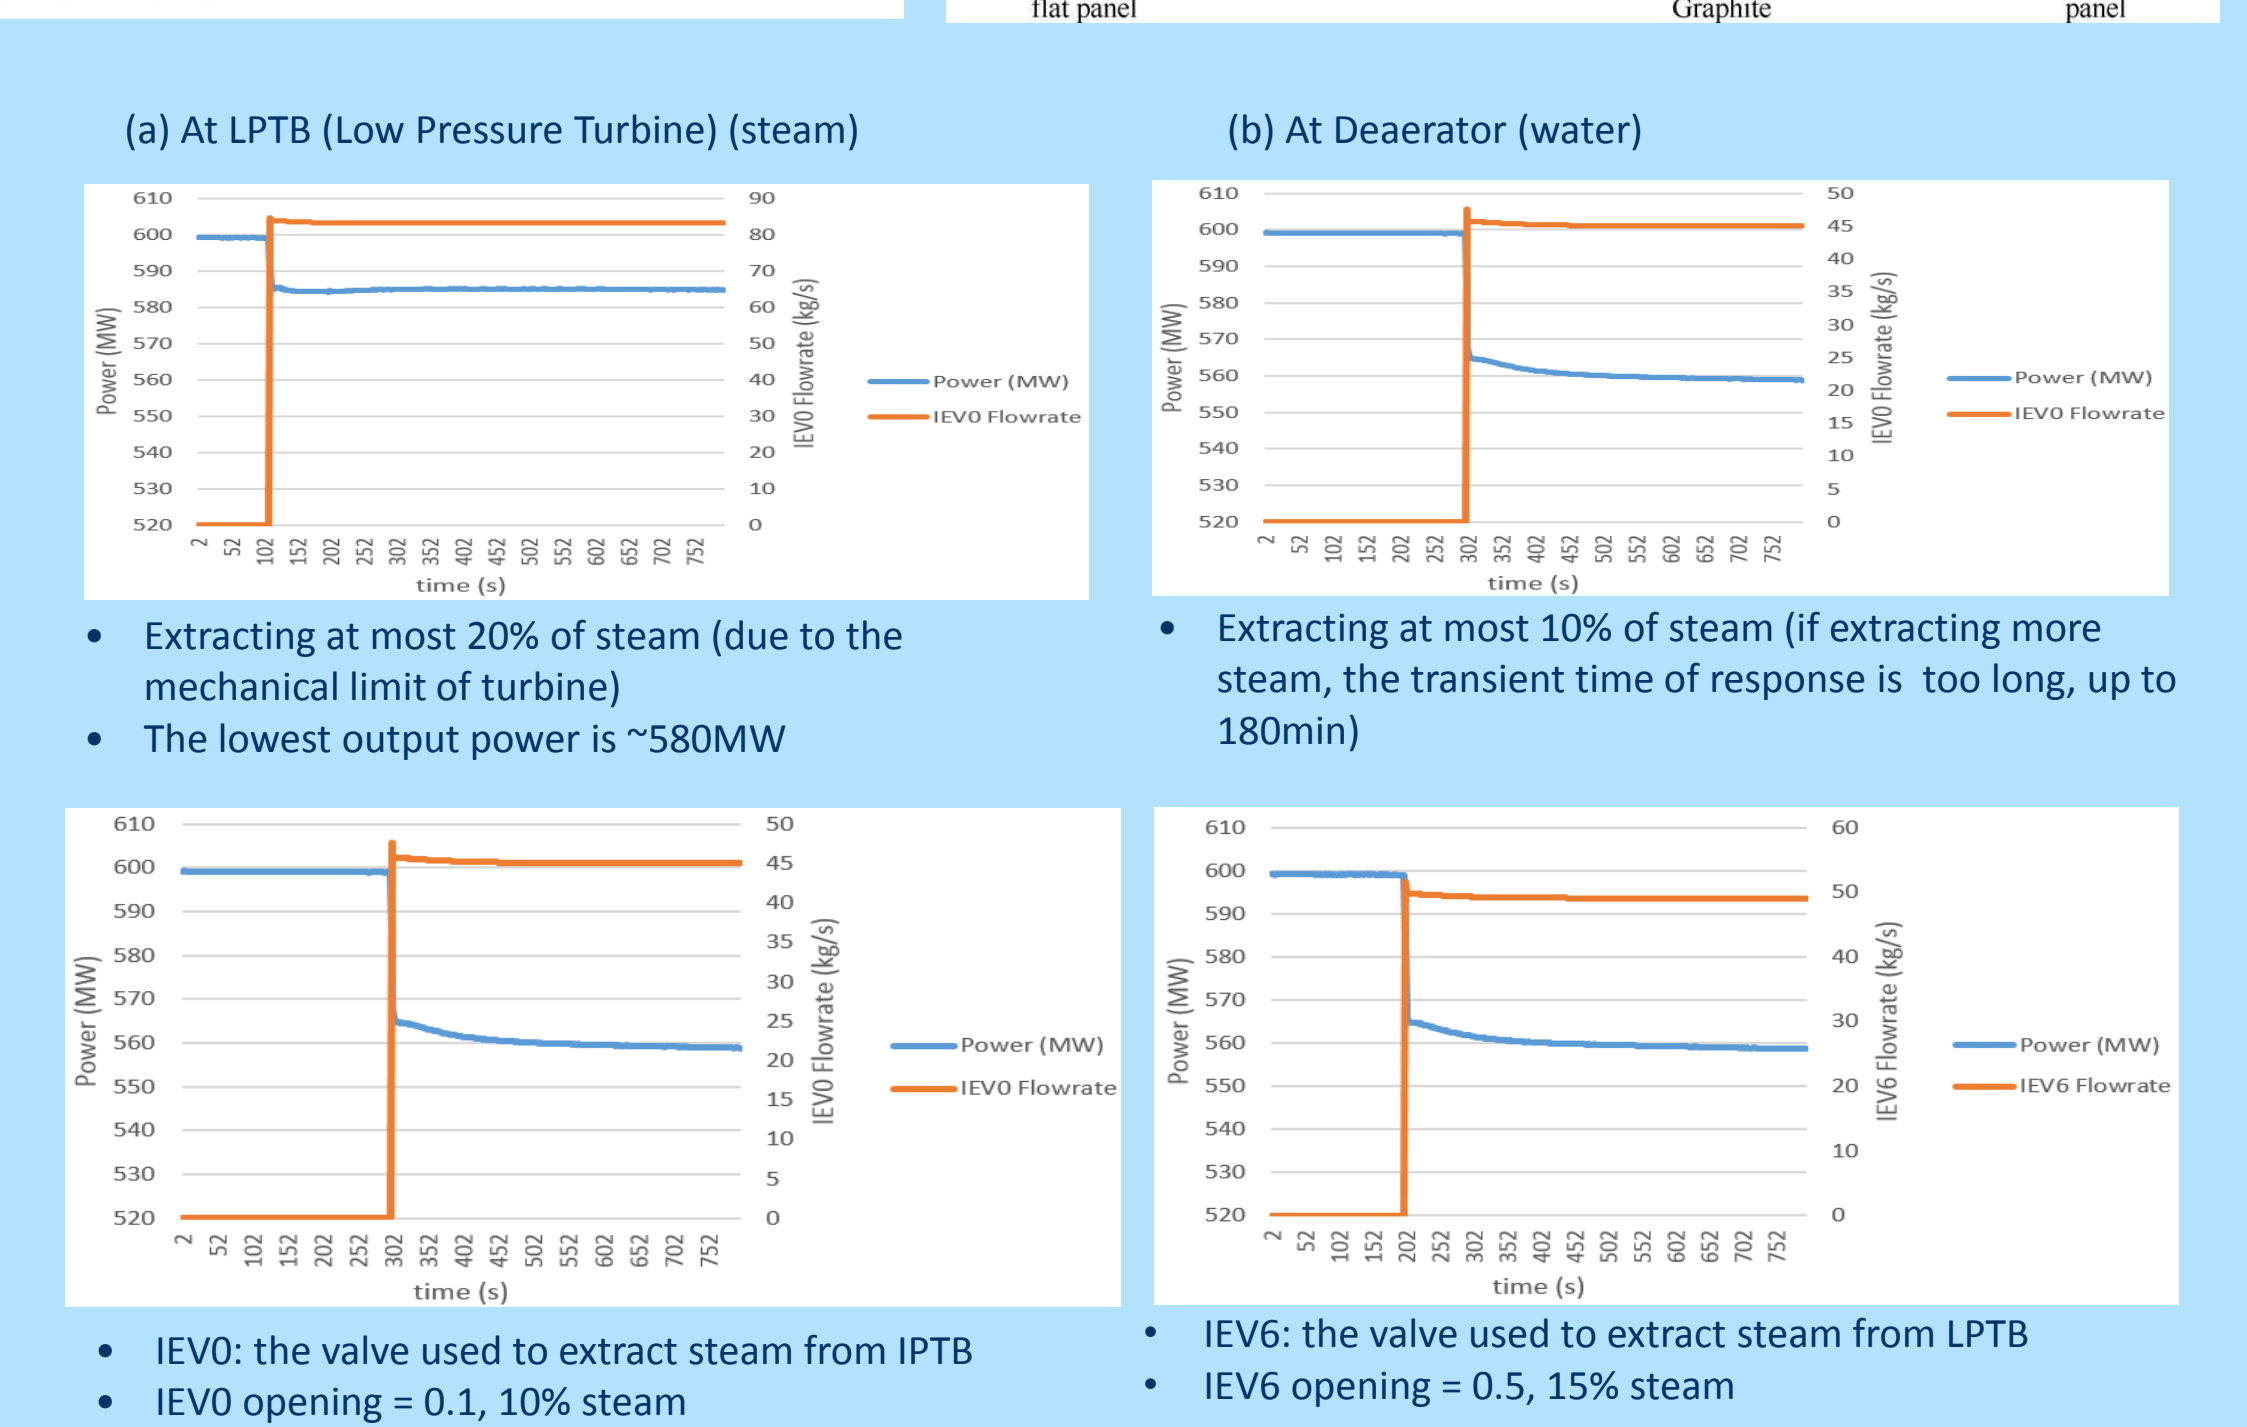 flat panel
Graphite
panel
(a) At LPTB (Low Pressure Turbine) (steam)
(b) At Deaerator (water)
610
600
590
580
570
560
550
540
530
520
Power (MW)
90
80
70
60
50
40
30
20
10
0
IEV0 Flowrate (kg/s)
2 52 102 152 202 252 302 352 402 452 502 552 602 652 702 752
time (s)
Power (MW)
IEV0 Flowrate
610
600
590
580
570
560
550
540
530
520
Power (MW)
50
45
40
35
30
25
20
15
10
5
0
IEV0 Flowrate (kg/s)
2 52 102 152 202 252 302 352 402 452 502 552 602 652 702 752
time (s)
Power (MW)
IEV0 Flowrate
• Extracting at most 20% of steam (due to the
mechanical limit of turbine)
• The lowest output power is ~580MW
• Extracting at most 10% of steam (if extracting more
steam, the transient time of response is too long, up to
180min)
610
600
590
580
570
560
550
540
530
520
Power (MW)
50
45
40
35
30
25
20
15
10
5
0
IEV0 Flowrate (kg/s)
2 52 102 152 202 252 302 352 402 452 502 552 602 652 702 752
time (s)
Power (MW)
IEV0 Flowrate
610
600
590
580
570
560
550
540
530
520
Power (MW)
60
50
40
30
20
10
0
IEV6 Flowrate (kg/s)
2 52 102 152 202 252 302 352 402 452 502 552 602 652 702 752
time (s)
Power (MW)
IEV6 Flowrate
• IEV0: the valve used to extract steam from IPTB
• IEV0 opening = 0.1, 10% steam
• IEV6: the valve used to extract steam from LPTB
• IEV6 opening = 0.5, 15% steam